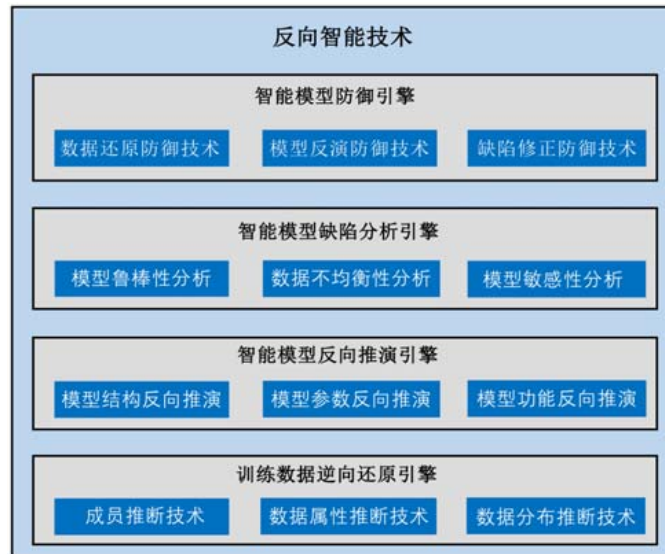 反向智能技术
智能模型防御引擎
数据还原防御技术 模型反演防御技术 缺陷修正防御技术
智能模型缺陷分析引擎
模型鲁棒性分析 数据不均衡性分析 模型敏感性分析
智能模型反向推演引擎
模型结构反向推演 模型参数反向推演 模型功能反向推演
训练数据逆向还原引擎
成员推断技术 数据属性推断技术 数据分布推断技术